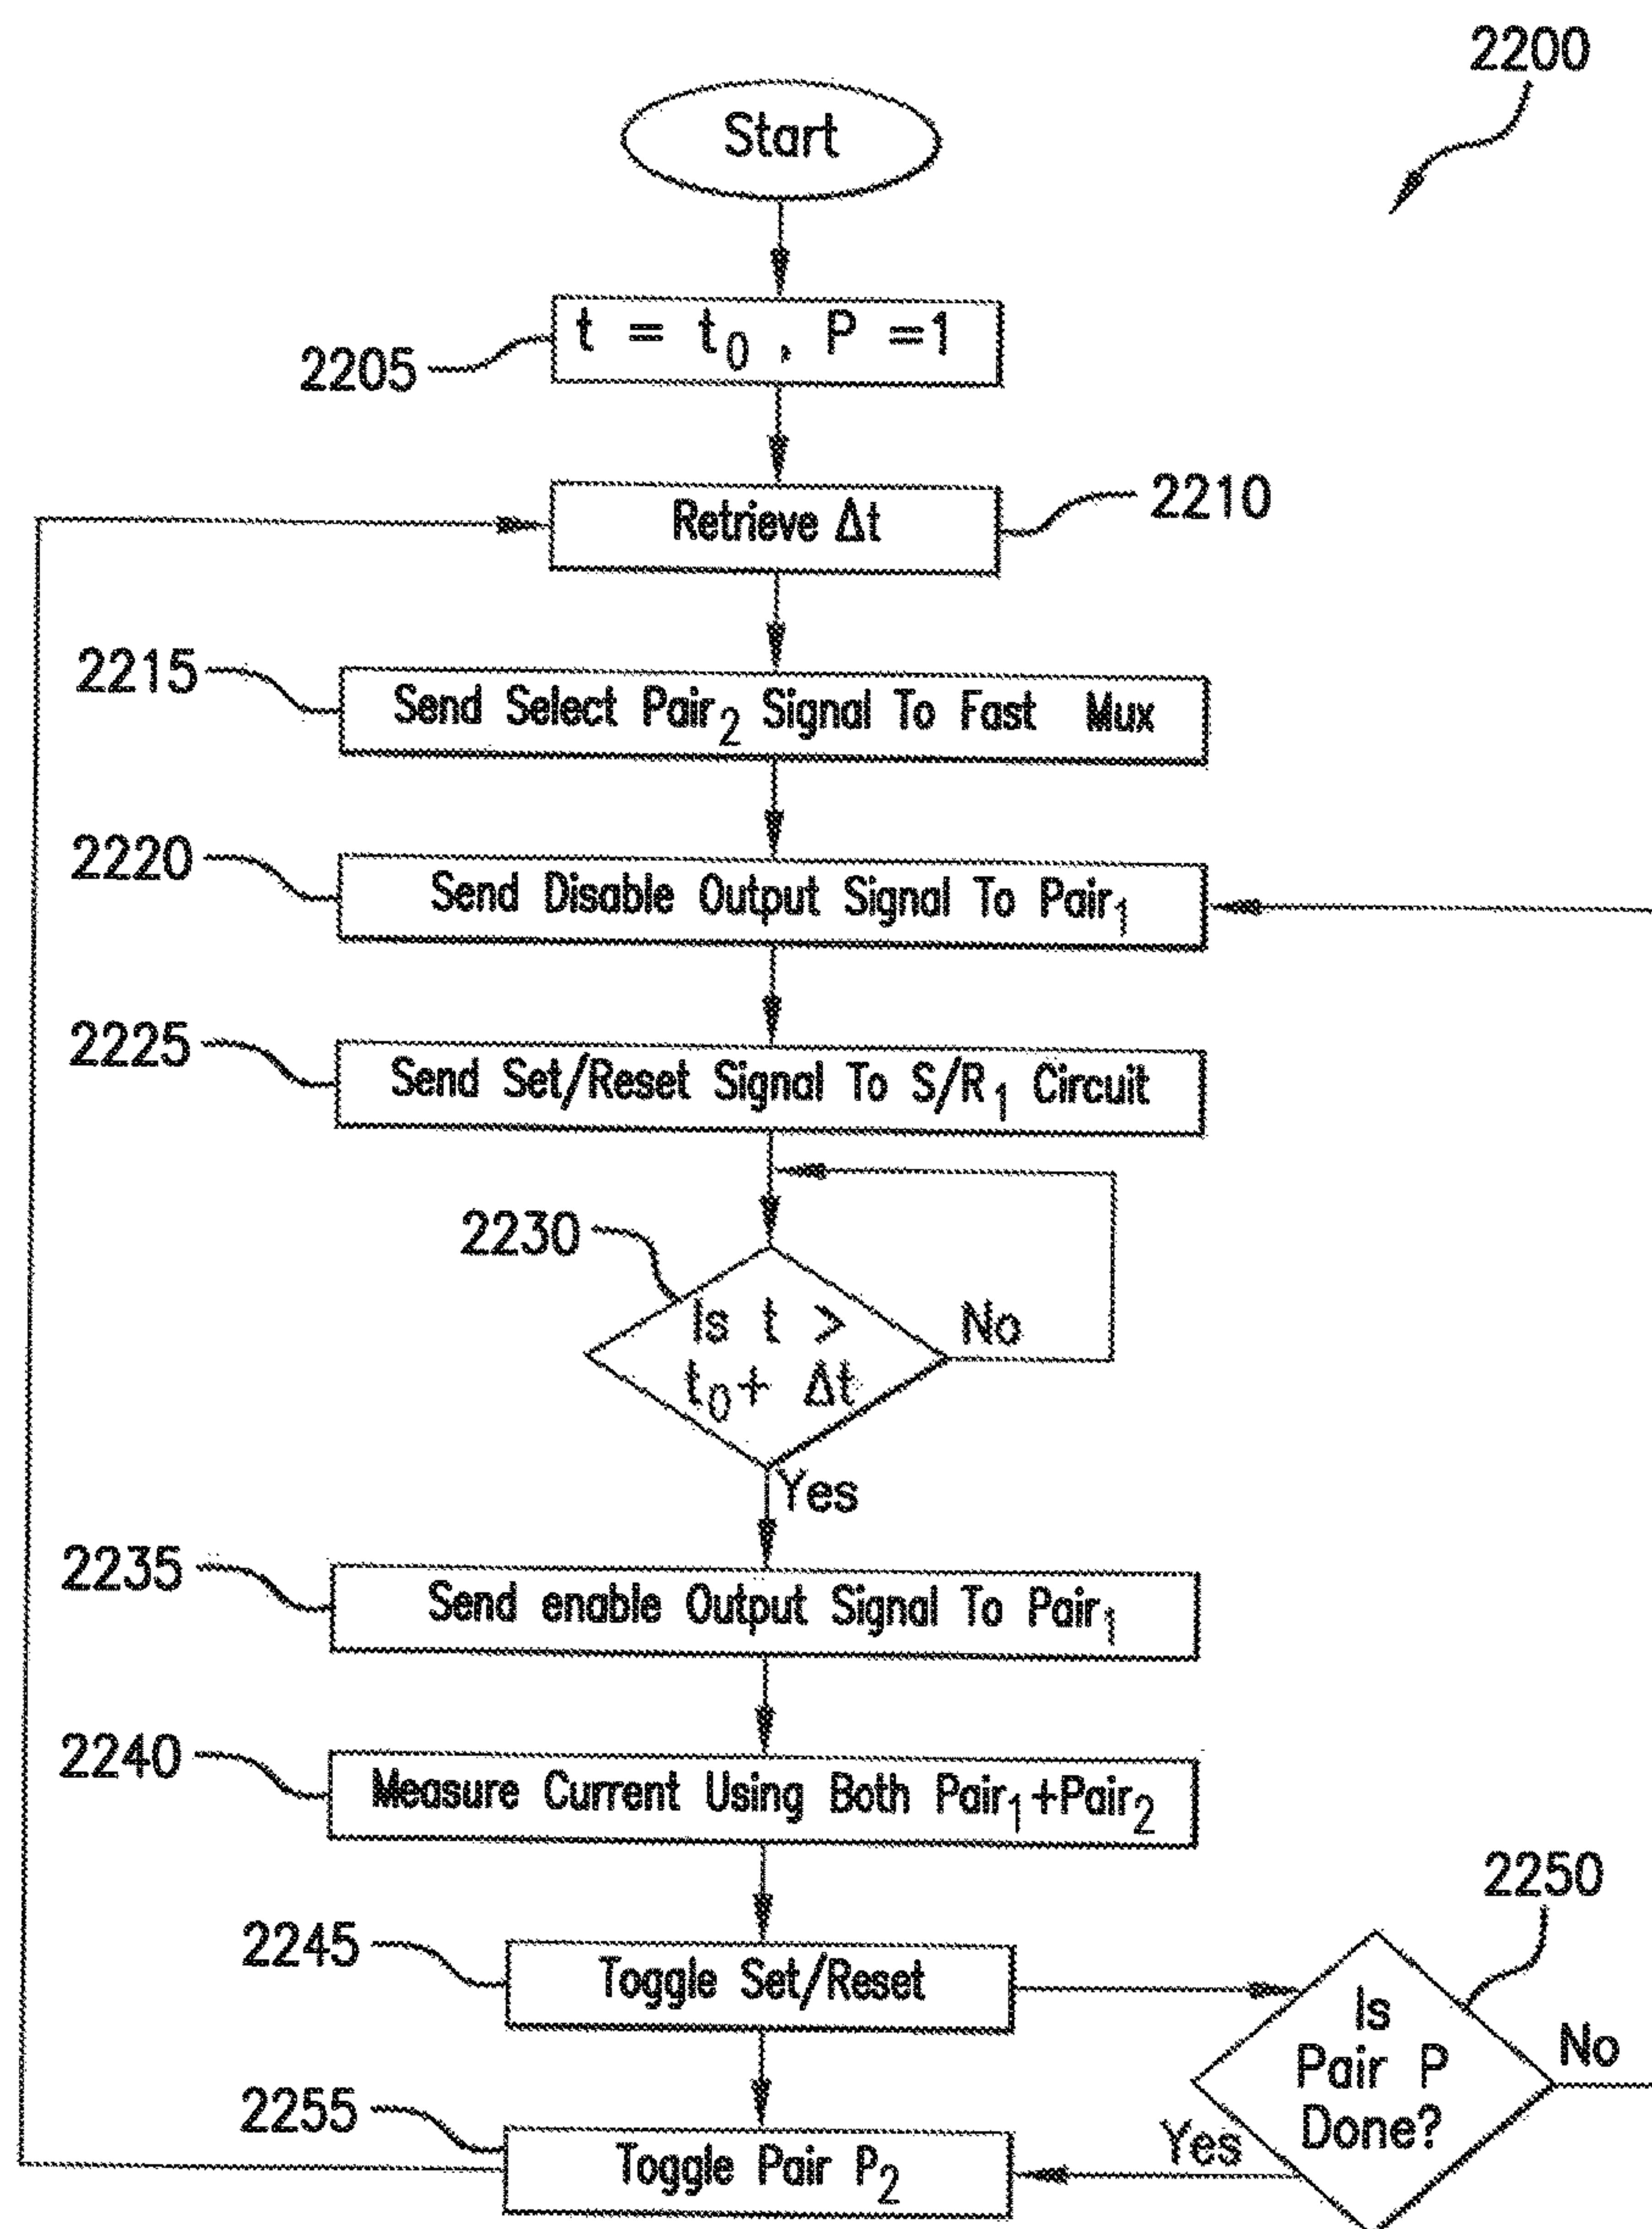 2200
Start
t = t0 , P =1
2205
Retrieve Δt
2210
2215
Send Select Pair2 Signal To Fast Mux
2220
Send Disable Output Signal To Pair1
2225
Send Set/Reset Signal To S/R1 Circuit
2230
Is t >
t0+ Δt
No
Yes
2235
Send enable Output Signal To Pair1
2240
Measure Current Using Both Pair1+Pair2
2245
Toggle Set/Reset
2250
Is
Pair P
Done?
No
Yes
2255
Toggle Pair P2